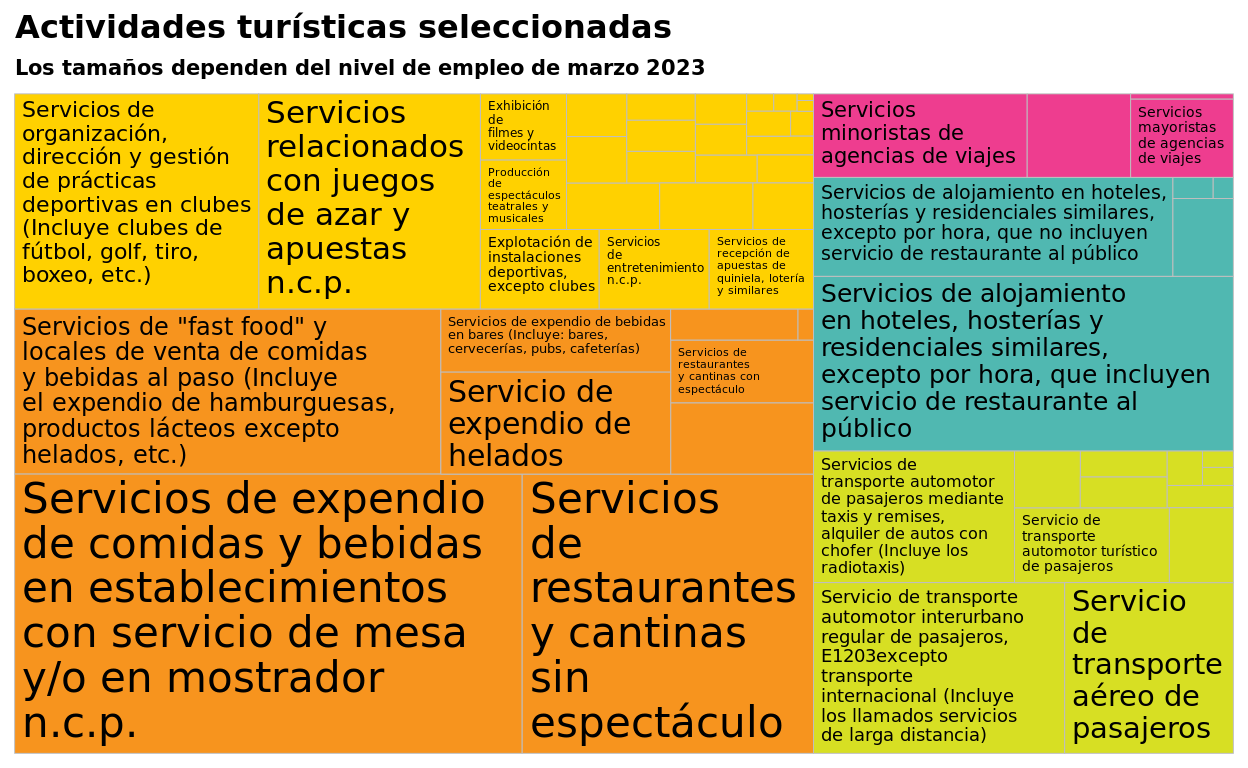 Actividades turísticas seleccionadas
Los tamaños dependen del nivel de empleo de marzo 2023
Servicios de
organización,
dirección y gestión
de prácticas
deportivas en clubes
(Incluye clubes de
fútbol, golf, tiro,
boxeo, etc.)
Servicios
relacionados
con juegos
de azar y
apuestas
n.c.p.
Exhibición
de
filmes y
videocintas
Producción
de
espectáculos
teatrales y
musicales
Explotación de
instalaciones
deportivas,
excepto clubes
Servicios
de
entretenimiento
n.c.p.
Servicios de
recepción de
apuestas de
quiniela, lotería
y similares
Servicios de "fast food" y
locales de venta de comidas
y bebidas al paso (Incluye
el expendio de hamburguesas,
productos lácteos excepto
helados, etc.)
Servicios de expendio de bebidas
en bares (Incluye: bares,
cervecerías, pubs, cafeterías)
Servicio de
expendio de
helados
Servicios de
restaurantes
y cantinas con
espectáculo
Servicios de expendio
de comidas y bebidas
en establecimientos
con servicio de mesa
y/o en mostrador
n.c.p.
Servicios
de
restaurantes
y cantinas
sin
espectáculo
Servicios
minoristas de
agencias de viajes
Servicios
mayoristas
de agencias
de viajes
Servicios de alojamiento en hoteles,
hosterías y residenciales similares,
excepto por hora, que no incluyen
servicio de restaurante al público
Servicios de alojamiento
en hoteles, hosterías y
residenciales similares,
excepto por hora, que incluyen
servicio de restaurante al
público
Servicios de
transporte automotor
de pasajeros mediante
taxis y remises,
alquiler de autos con
chofer (Incluye los
radiotaxis)
Servicio de
transporte
automotor turístico
de pasajeros
Servicio de transporte
automotor interurbano
regular de pasajeros,
E1203excepto
transporte
internacional (Incluye
los llamados servicios
de larga distancia)
Servicio
de
transporte
aéreo de
pasajeros